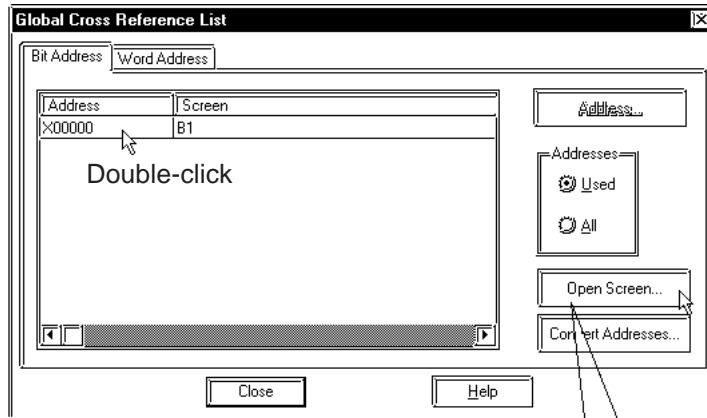 Global Cross Reference List
Bit Address Word Address
Address Screen
X00000 B1
Double-click
Address...
Addresses
Used
All
Open Screen...
Convert Addresses...
Close Help